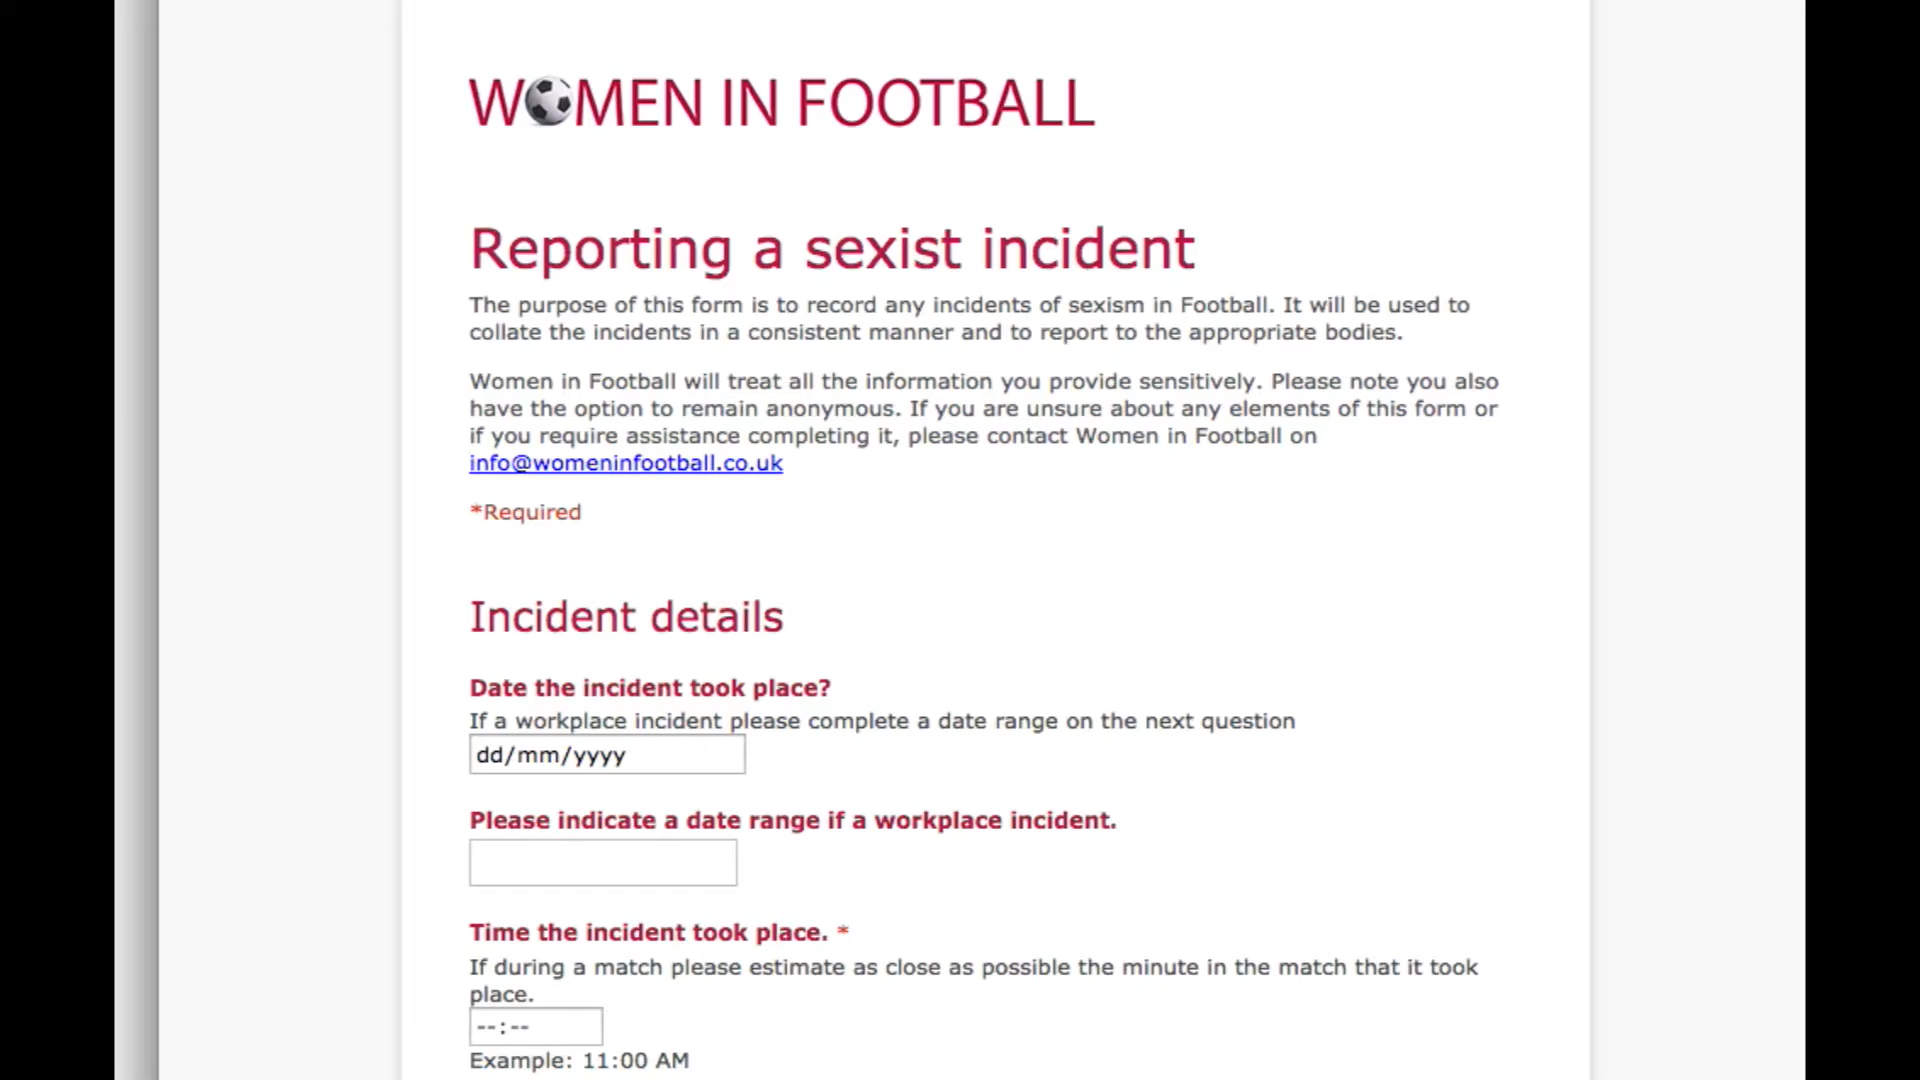 WOMEN IN FOOTBALL
Reporting a sexist incident
The purpose of this form is to record any incidents of sexism in Football. It will be used to
collate the incidents in a consistent manner and to report to the appropriate bodies.
Women in Football will treat all the information you provide sensitively. Please note you also
have the option to remain anonymous. If you are unsure about any elements of this form or
if you require assistance completing it, please contact Women in Football on
info@womeninfootball.co.uk
*Required
Incident details
Date the incident took place?
If a workplace incident please complete a date range on the next question
dd/mm/yyyy
Please indicate a date range if a workplace incident.
Time the incident took place. *
If during a match please estimate as close as possible the minute in the match that it took
place.
--:--
Example: 11:00 AM